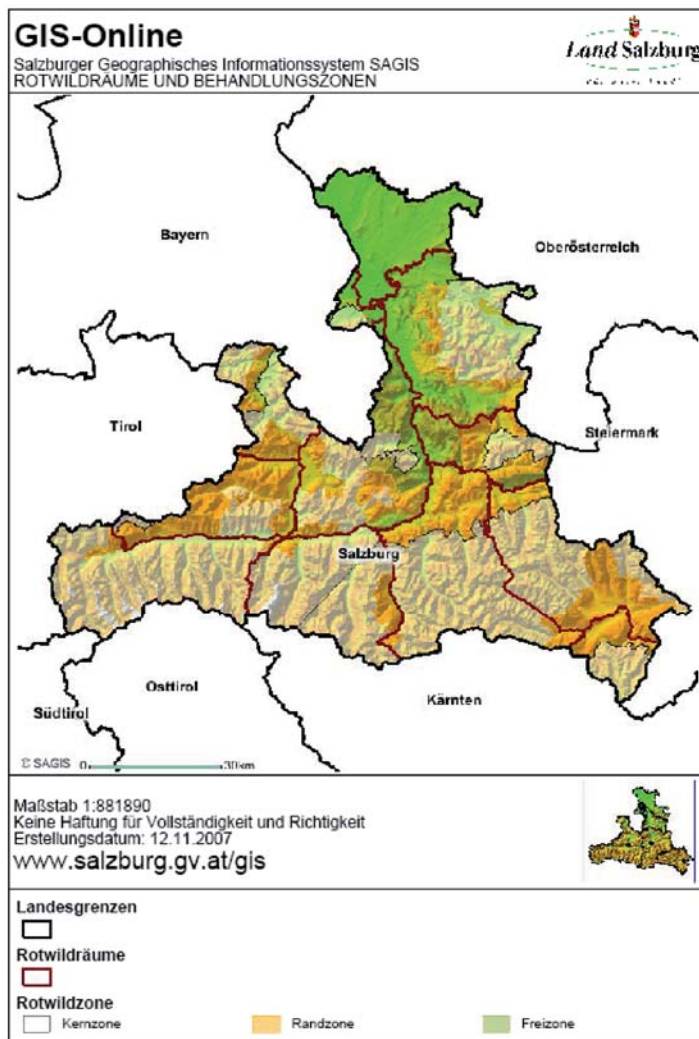 GIS-Online
Salzburger Geographisches Informationssystem SAGIS
ROTWILDRÄUME UND BEHANDLUNGSZONEN
Land Salzburg
Bayern
Oberösterreich
Tirol
Steiermark
Salzburg
Osttirol
Kärnten
Südtirol
© SAGIS 0 30km
Maßstab 1:881890
Keine Haftung für Vollständigkeit und Richtigkeit
Erstellungsdatum: 12.11.2007
www.salzburg.gv.at/gis
Landesgrenzen
Rotwildräume
Rotwildzone
Kernzone Randzone Freizone